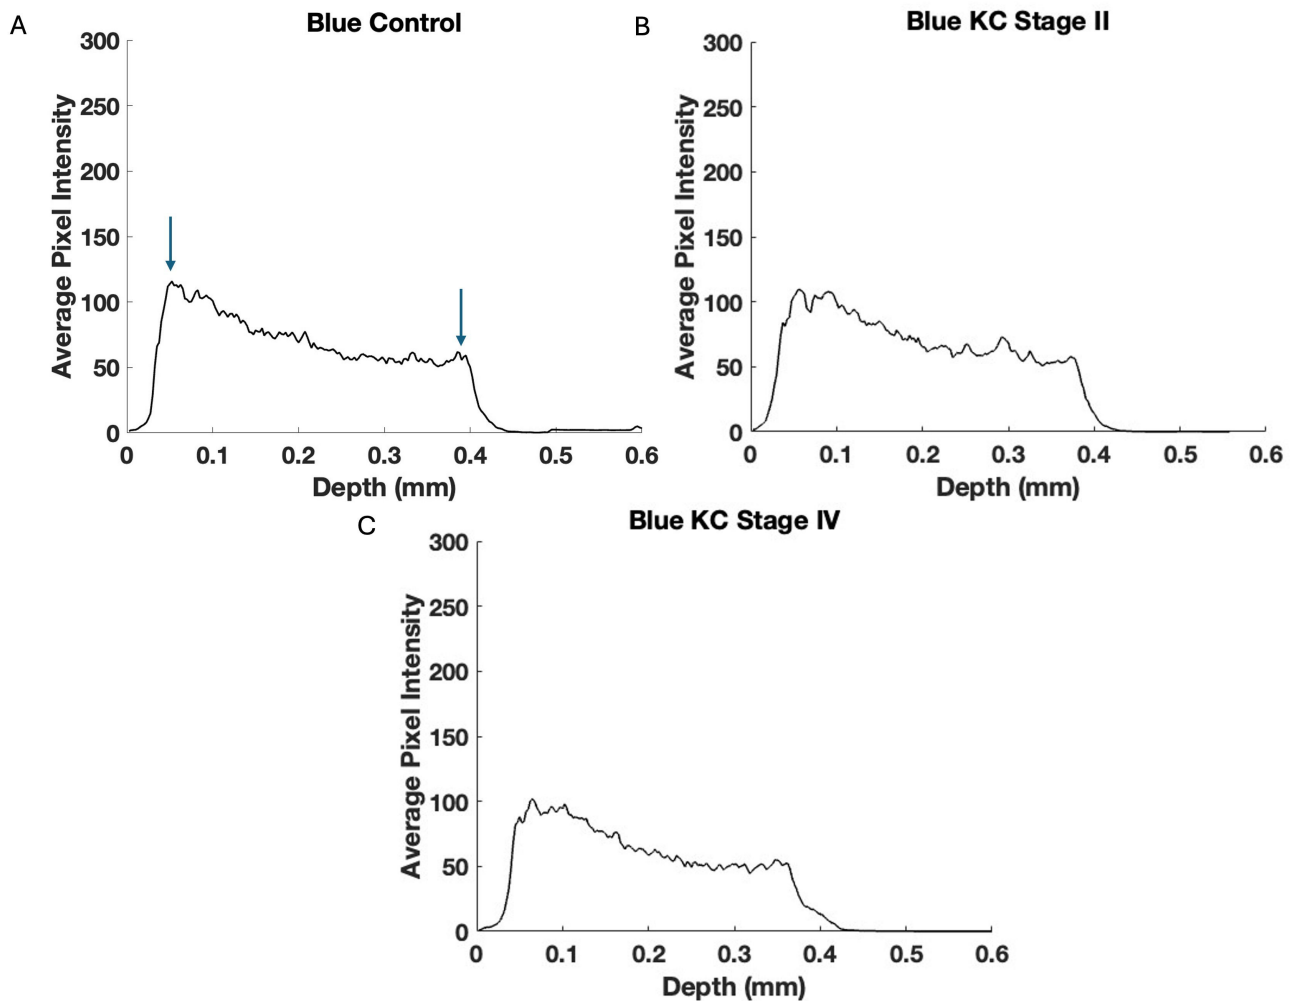 A
Blue Control
300
250
200
150
100
50
0
Average Pixel Intensity
0 0.1 0.2 0.3 0.4 0.5 0.6
Depth (mm)
B
Blue KC Stage II
300
250
200
150
100
50
0
Average Pixel Intensity
0 0.1 0.2 0.3 0.4 0.5 0.6
Depth (mm)
C
Blue KC Stage IV
300
250
200
150
100
50
0
Average Pixel Intensity
0 0.1 0.2 0.3 0.4 0.5 0.6
Depth (mm)